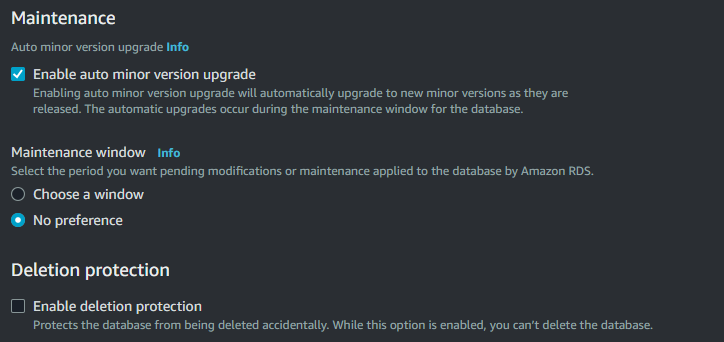 Maintenance
Auto minor version upgrade Info
Enable auto minor version upgrade
Enabling auto minor version upgrade will automatically upgrade to new minor versions as they are
released. The automatic upgrades occur during the maintenance window for the database.
Maintenance window Info
Select the period you want pending modifications or maintenance applied to the database by Amazon RDS.
Choose a window
No preference
Deletion protection
Enable deletion protection
Protects the database from being deleted accidentally. While this option is enabled, you can’t delete the database.